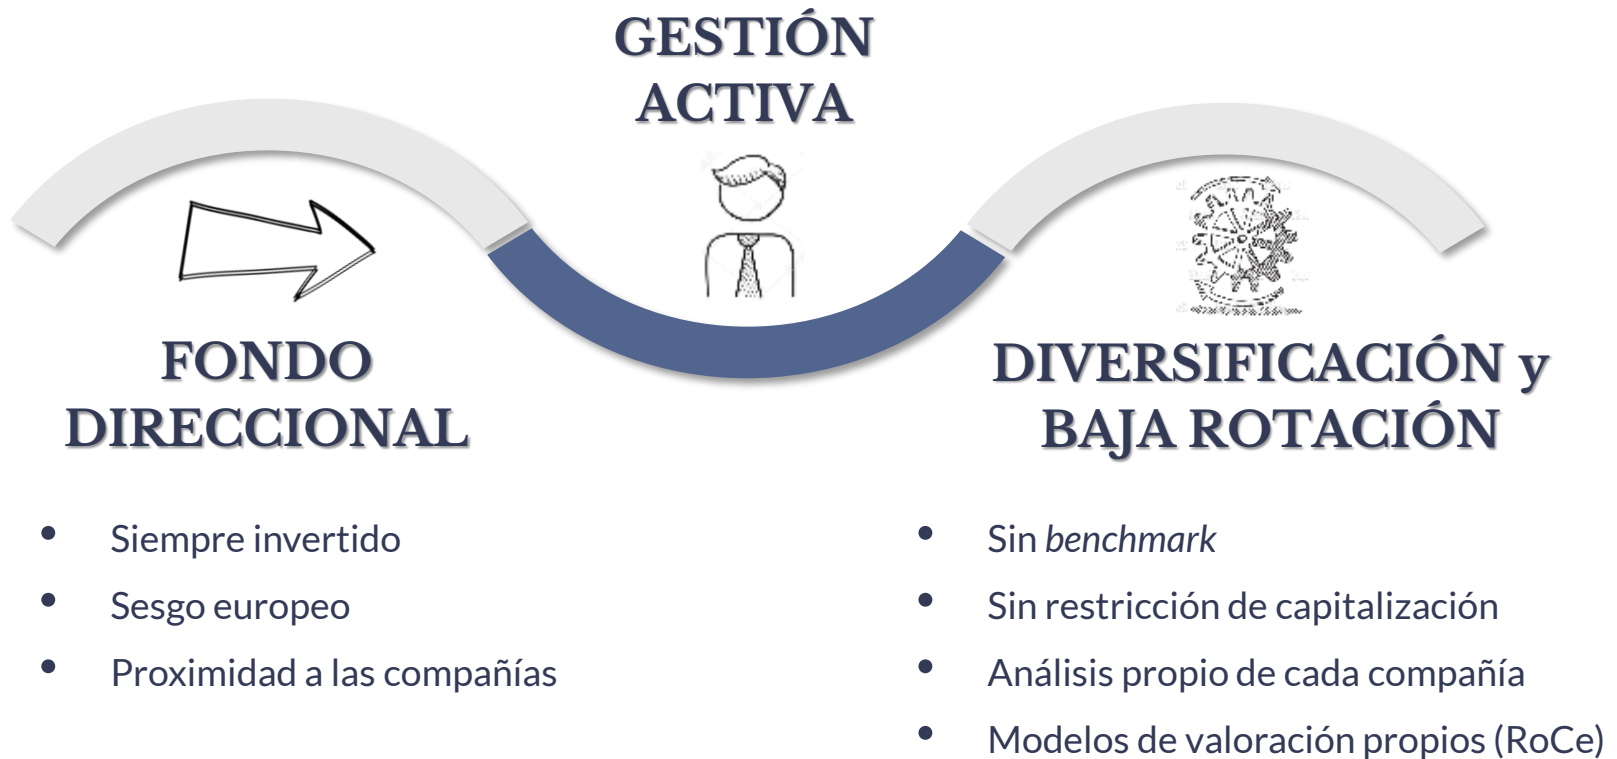 GESTIÓN
ACTIVA
FONDO
DIRECCIONAL
• Siempre invertido
• Sesgo europeo
• Proximidad a las compañías
DIVERSIFICACIÓN y
BAJA ROTACIÓN
• Sin benchmark
• Sin restricción de capitalización
• Análisis propio de cada compañía
• Modelos de valoración propios (RoCe)